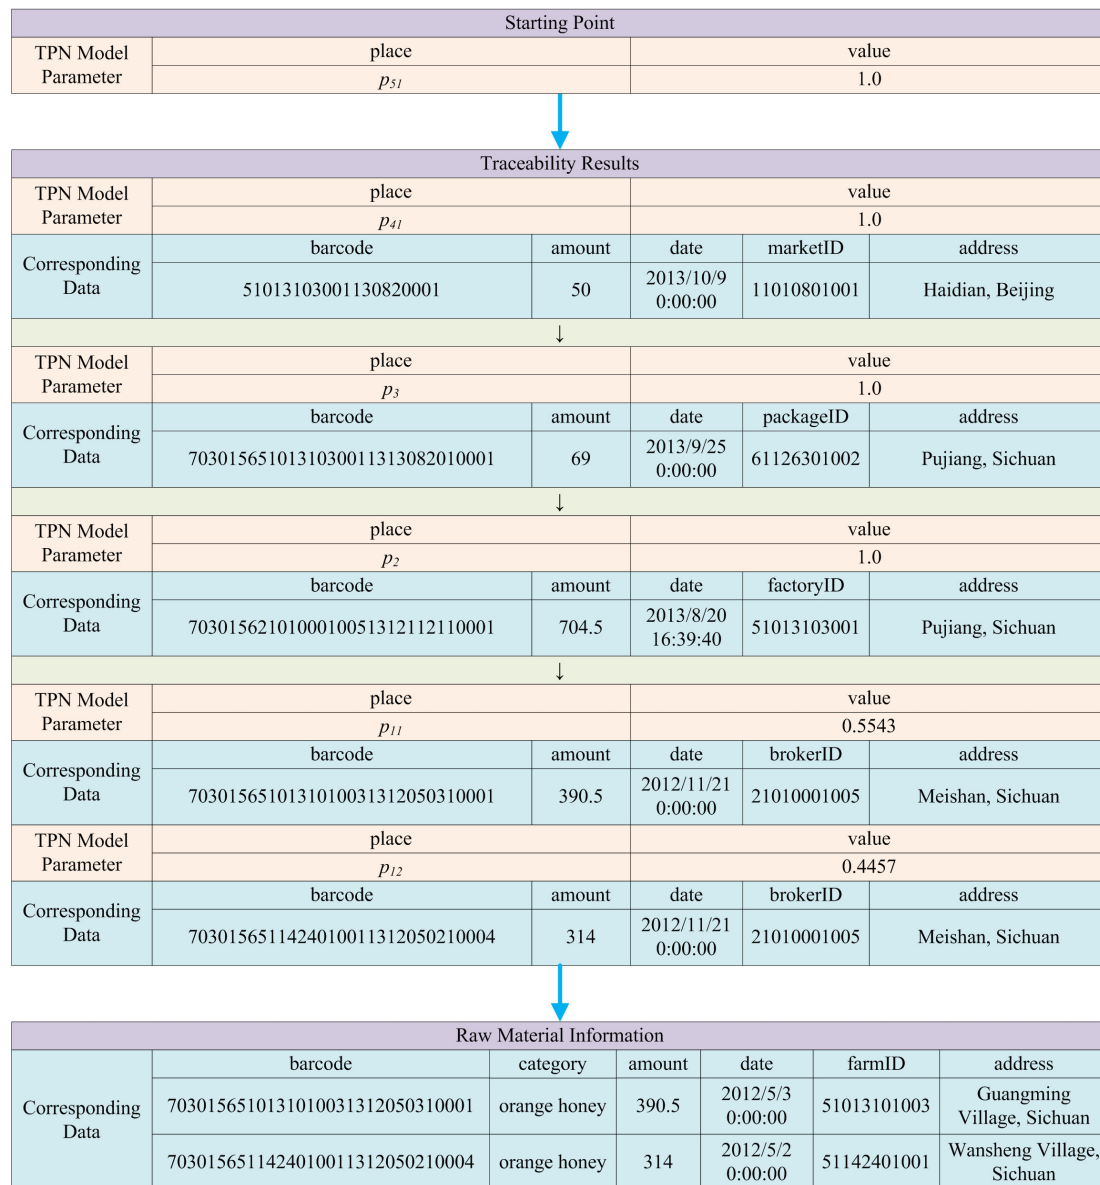 Starting Point
TPN Model Parameter place value
p51 1.0
Traceability Results
TPN Model Parameter place value
p41 1.0
Corresponding Data barcode amount date marketID address
51013103001130820001 50 2013/10/9 0:00:00 11010801001 Haidian, Beijing
↓
TPN Model Parameter place value
p3 1.0
Corresponding Data barcode amount date packageID address
7030156510131030011313082010001 69 2013/9/25 0:00:00 61126301002 Pujiang, Sichuan
↓
TPN Model Parameter place value
p2 1.0
Corresponding Data barcode amount date factoryID address
7030156210100010051312112110001 704.5 2013/8/20 16:39:40 51013103001 Pujiang, Sichuan
↓
TPN Model Parameter place value
p11 0.5543
Corresponding Data barcode amount date brokerID address
7030156510131010031312050310001 390.5 2012/11/21 0:00:00 21010001005 Meishan, Sichuan
TPN Model Parameter place value
p12 0.4457
Corresponding Data barcode amount date brokerID address
7030156511424010011312050210004 314 2012/11/21 0:00:00 21010001005 Meishan, Sichuan
Raw Material Information
Corresponding Data barcode category amount date farmID address
7030156510131010031312050310001 orange honey 390.5 2012/5/3 0:00:00 51013101003 Guangming Village, Sichuan
7030156511424010011312050210004 orange honey 314 2012/5/2 0:00:00 51142401001 Wansheng Village, Sichuan